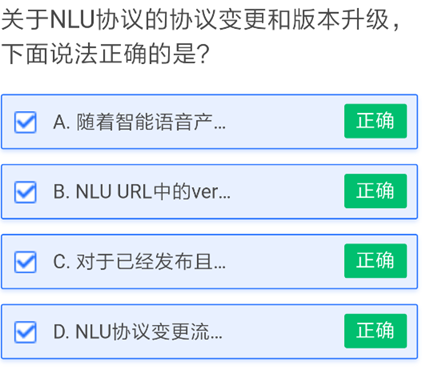 关于NLU协议的协议变更和版本升级，
下面说法正确的是?
A. 随着智能语音产... 正确
B. NLU URL中的ver... 正确
C. 对于已经发布且... 正确
D. NLU协议变更流... 正确